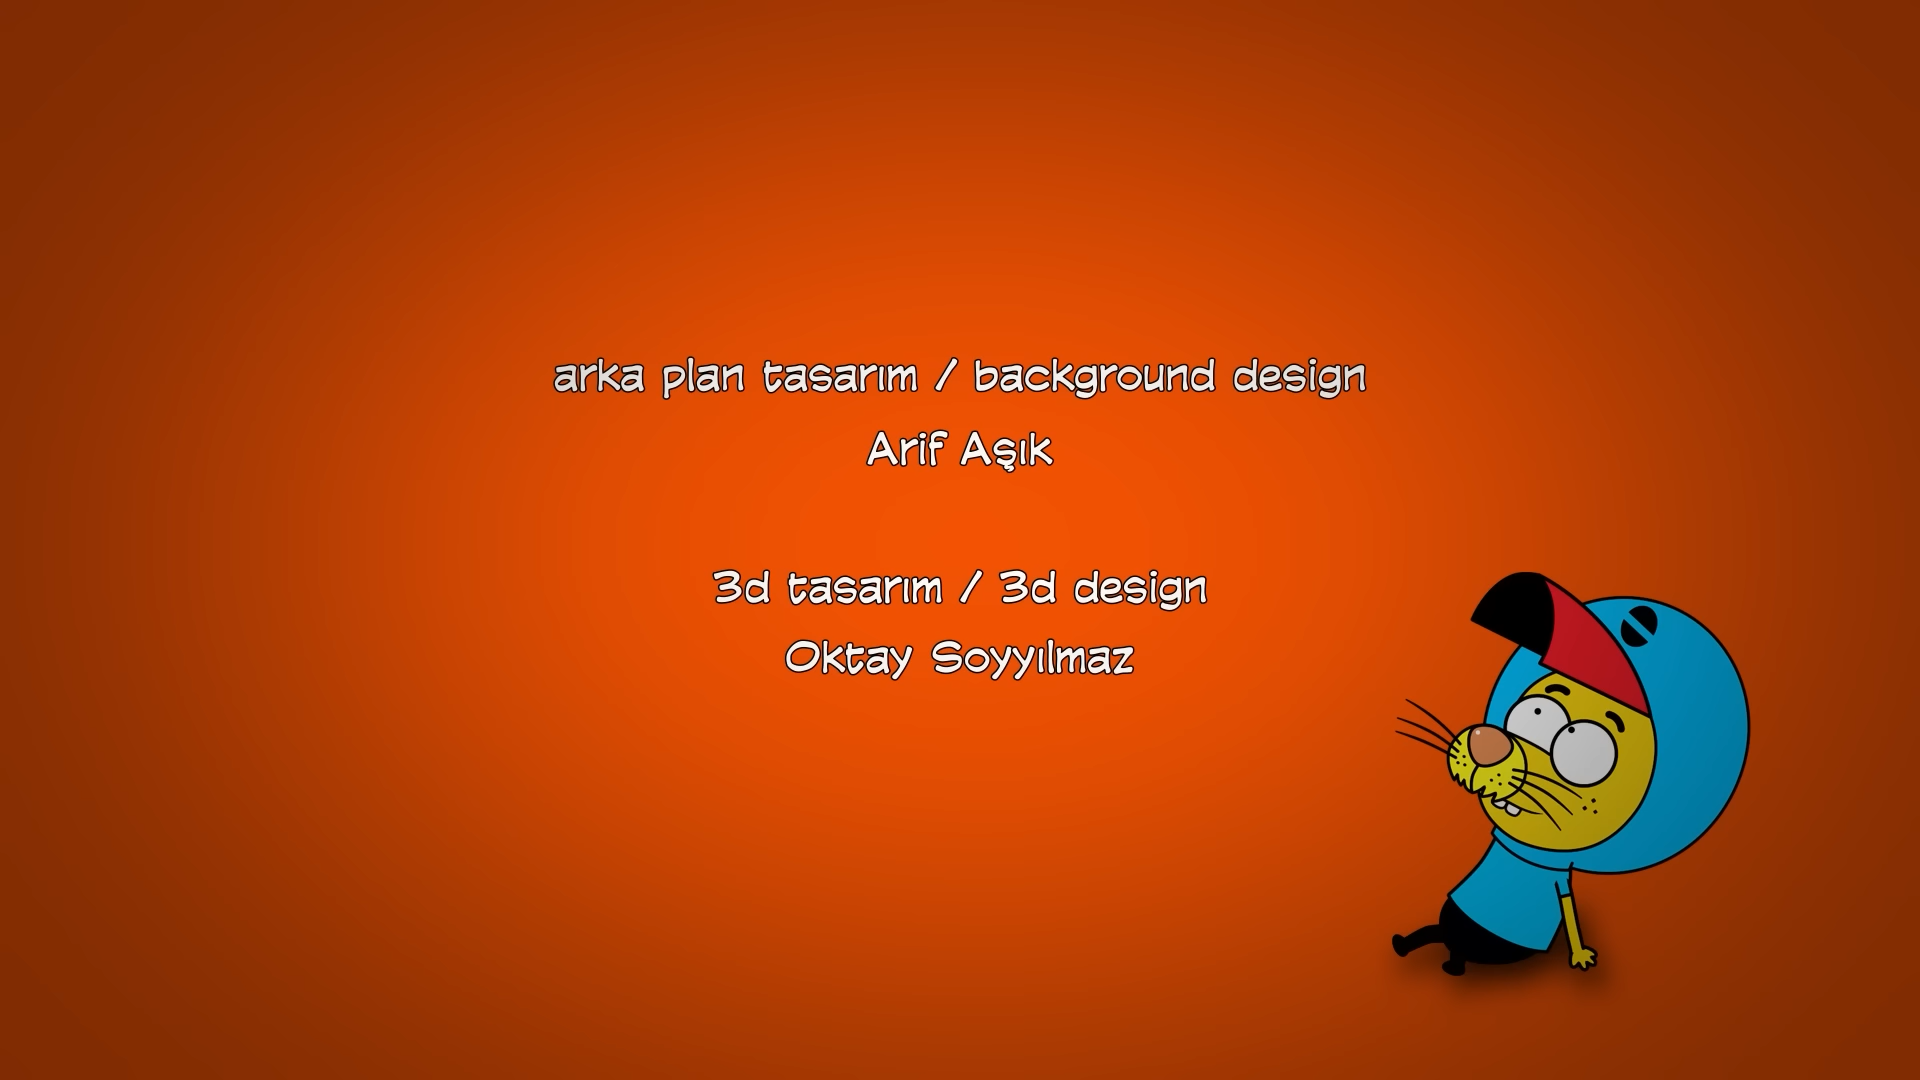 arka plan tasarım / background design
Arif Aşık
3d tasarım / 3d design
Oktay Soyyılmaz